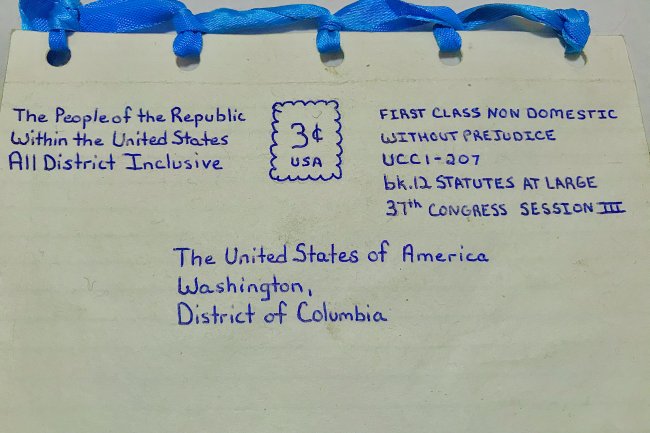 The People of the Republic
Within the United States
All District Inclusive
3¢
USA
FIRST CLASS NON DOMESTIC
WITHOUT PREJUDICE
UCC 1-207
bk.12 STATUTES AT LARGE
37th CONGRESS SESSION III
The United States of America
Washington,
District of Columbia